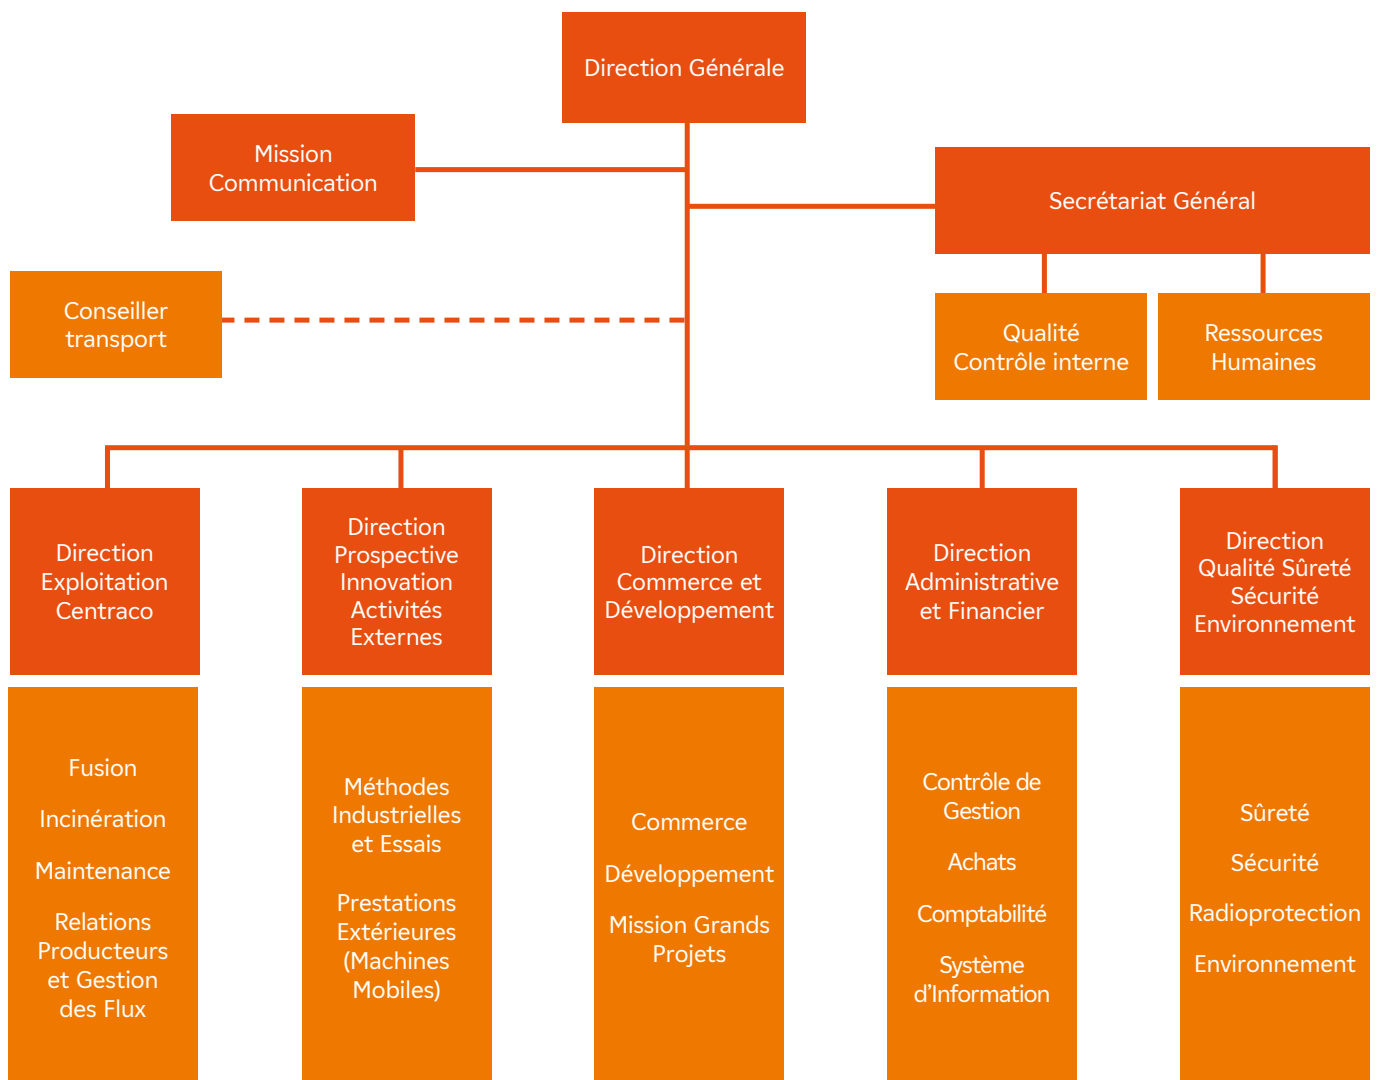 Direction Générale
Mission
Communication
Secrétariat Général
Conseiller
transport
Qualité
Contrôle interne
Ressources
Humaines
Direction
Exploitation
Centraco
Direction
Prospective
Innovation
Activités
Externes
Direction
Commerce et
Développement
Direction
Administrative
et Financier
Direction
Qualité Sûreté
Sécurité
Environnement
Fusion
Incinération
Maintenance
Relations
Producteurs
et Gestion
des Flux
Méthodes
Industrielles
et Essais
Prestations
Extérieures
(Machines
Mobiles)
Commerce
Développement
Mission Grands
Projets
Contrôle de
Gestion
Achats
Comptabilité
Système
d'Information
Sûreté
Sécurité
Radioprotection
Environnement